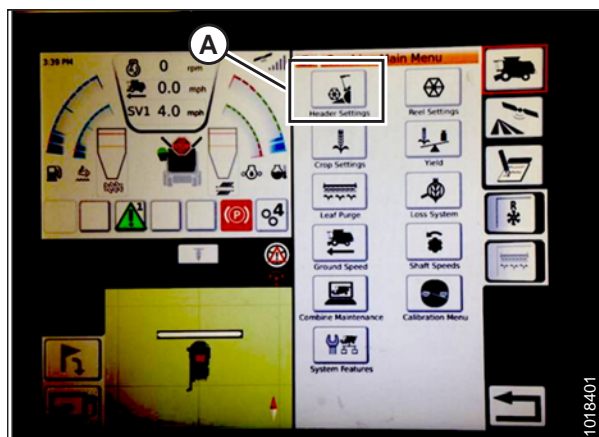 A
3:39 PM
0 rpm
0.0 mph
SV1 4.0 mph
1
(P)
4
Main Menu
Header Settings
Reel Settings
Crop Settings
Yield
Leaf Purge
Loss System
Ground Speed
Shaft Speeds
Combine Maintenance
Calibration Menu
System Features
R
1018401